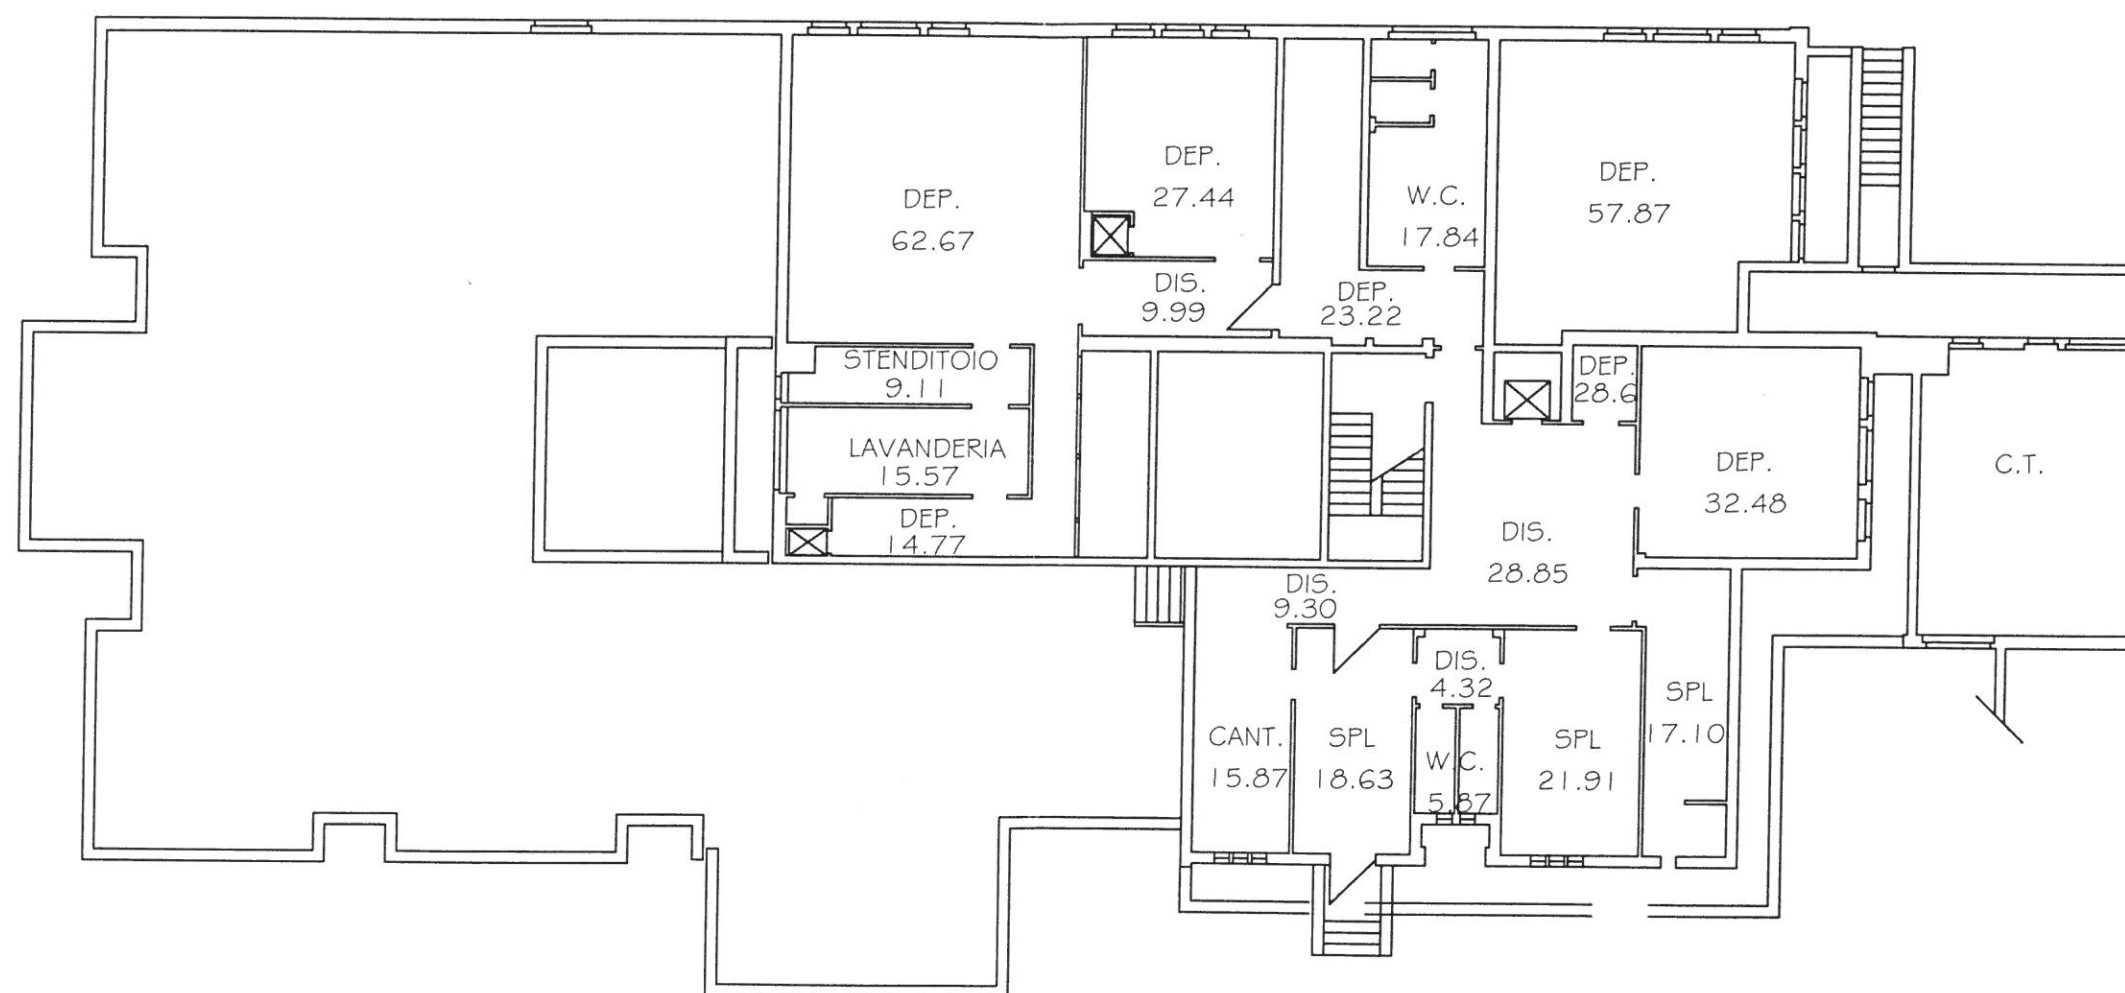 DEP.
62.67
DEP.
27.44
DIS.
9.99
DEP.
23.22
W.C.
17.84
DEP.
57.87
STENDITOIO
9.11
LAVANDERIA
15.57
DEP.
14.77
DEP.
28.6
DEP.
32.48
C.T.
DIS.
28.85
DIS.
9.30
DIS.
4.32
CANT.
15.87
SPL
18.63
W.C.
5.87
SPL
21.91
SPL
17.10